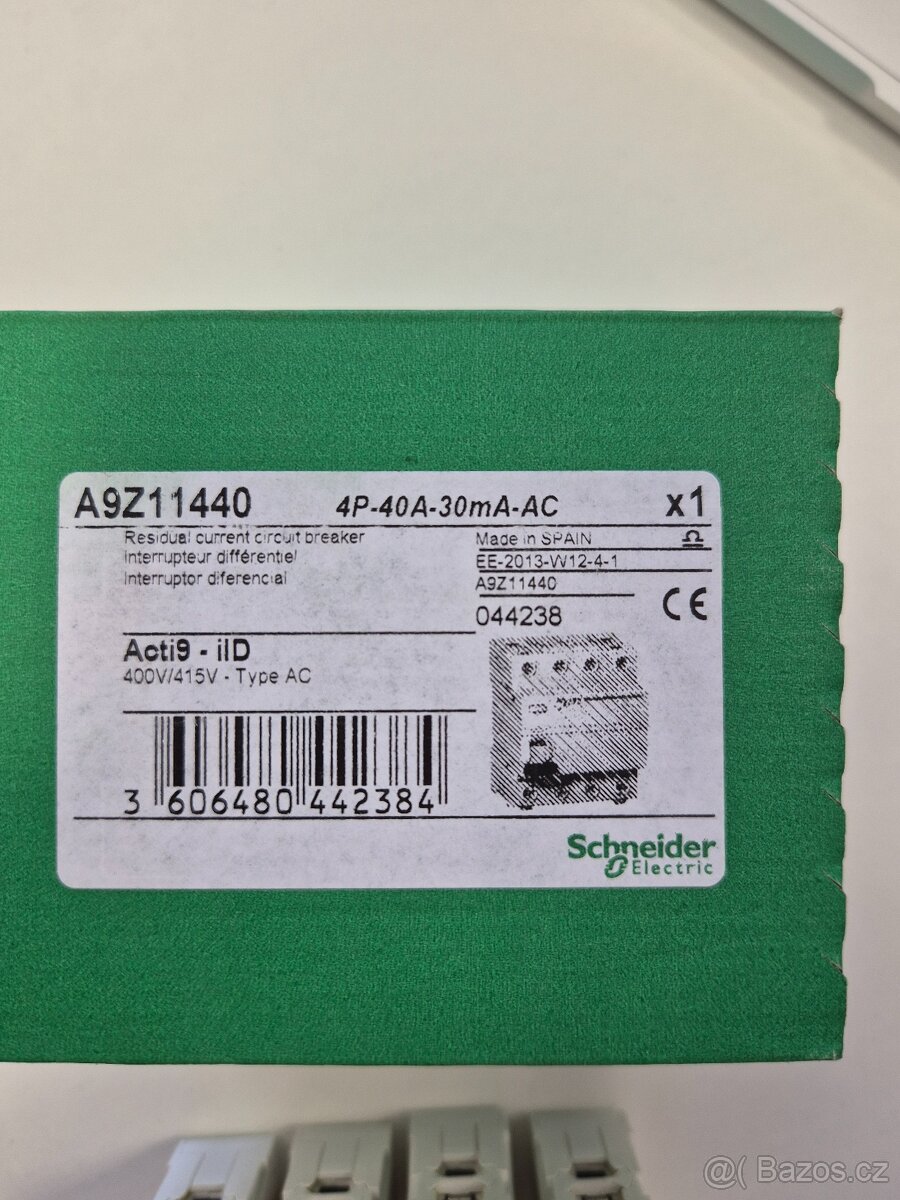 A9Z11440 4P-40A-30mA-AC x1
Residual current circuit breaker
Interrupteur différentiel
Interruptor diferencial
Made in SPAIN
EE-2013-W12-4-1
A9Z11440
044238
CE
Acti9 - iID
400V/415V - Type AC
3 606480 442384
Schneider
Electric
@( Bazos.cz